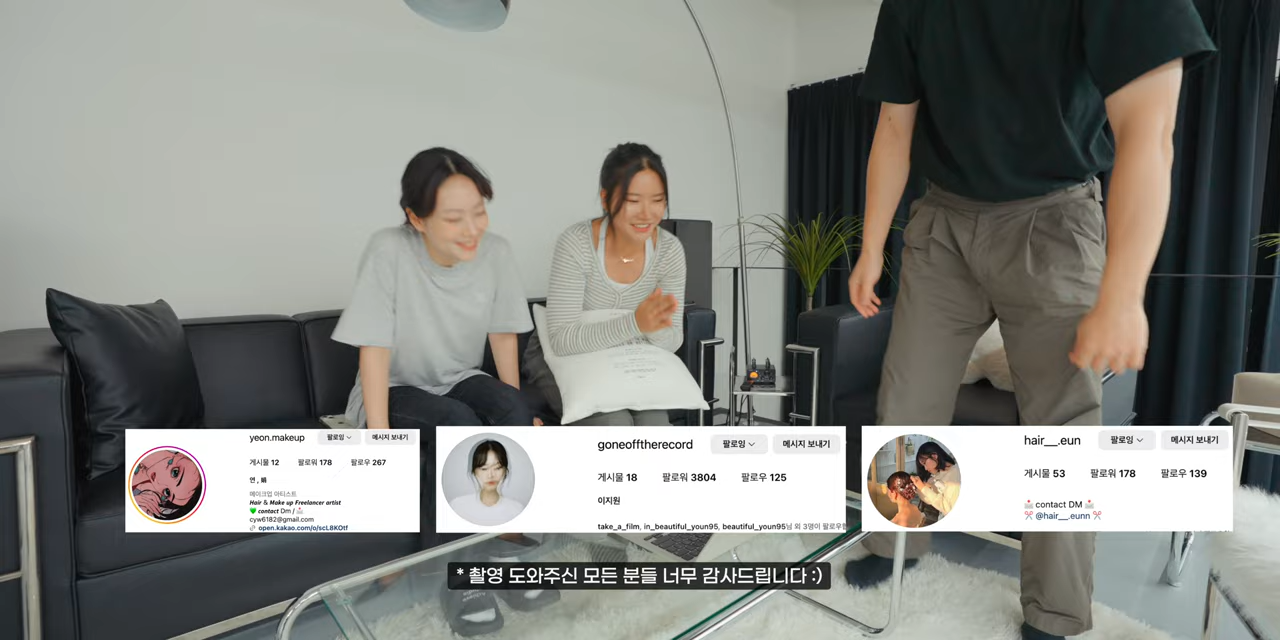 yeon.makeup 팔로잉 메시지 보내기
게시물 12 팔로워 178 팔로우 267
연 , 娟
메이크업 아티스트
Hair & Make up Freelancer artist
💚 contact Dm / 📩
cyw6182@gmail.com
open.kakao.com/o/scL8KOtf
goneofftherecord 팔로잉 메시지 보내기
게시물 18 팔로워 3804 팔로우 125
이지원
take_a_film, in_beautiful_youn95, beautiful_youn95님 외 3명이 팔로우합
hair__.eun 팔로잉 메시지 보내기
게시물 53 팔로워 178 팔로우 139
📩 contact DM 📩
✂️ @hair__.eunn ✂️
* 촬영 도와주신 모든 분들 너무 감사드립니다 :)